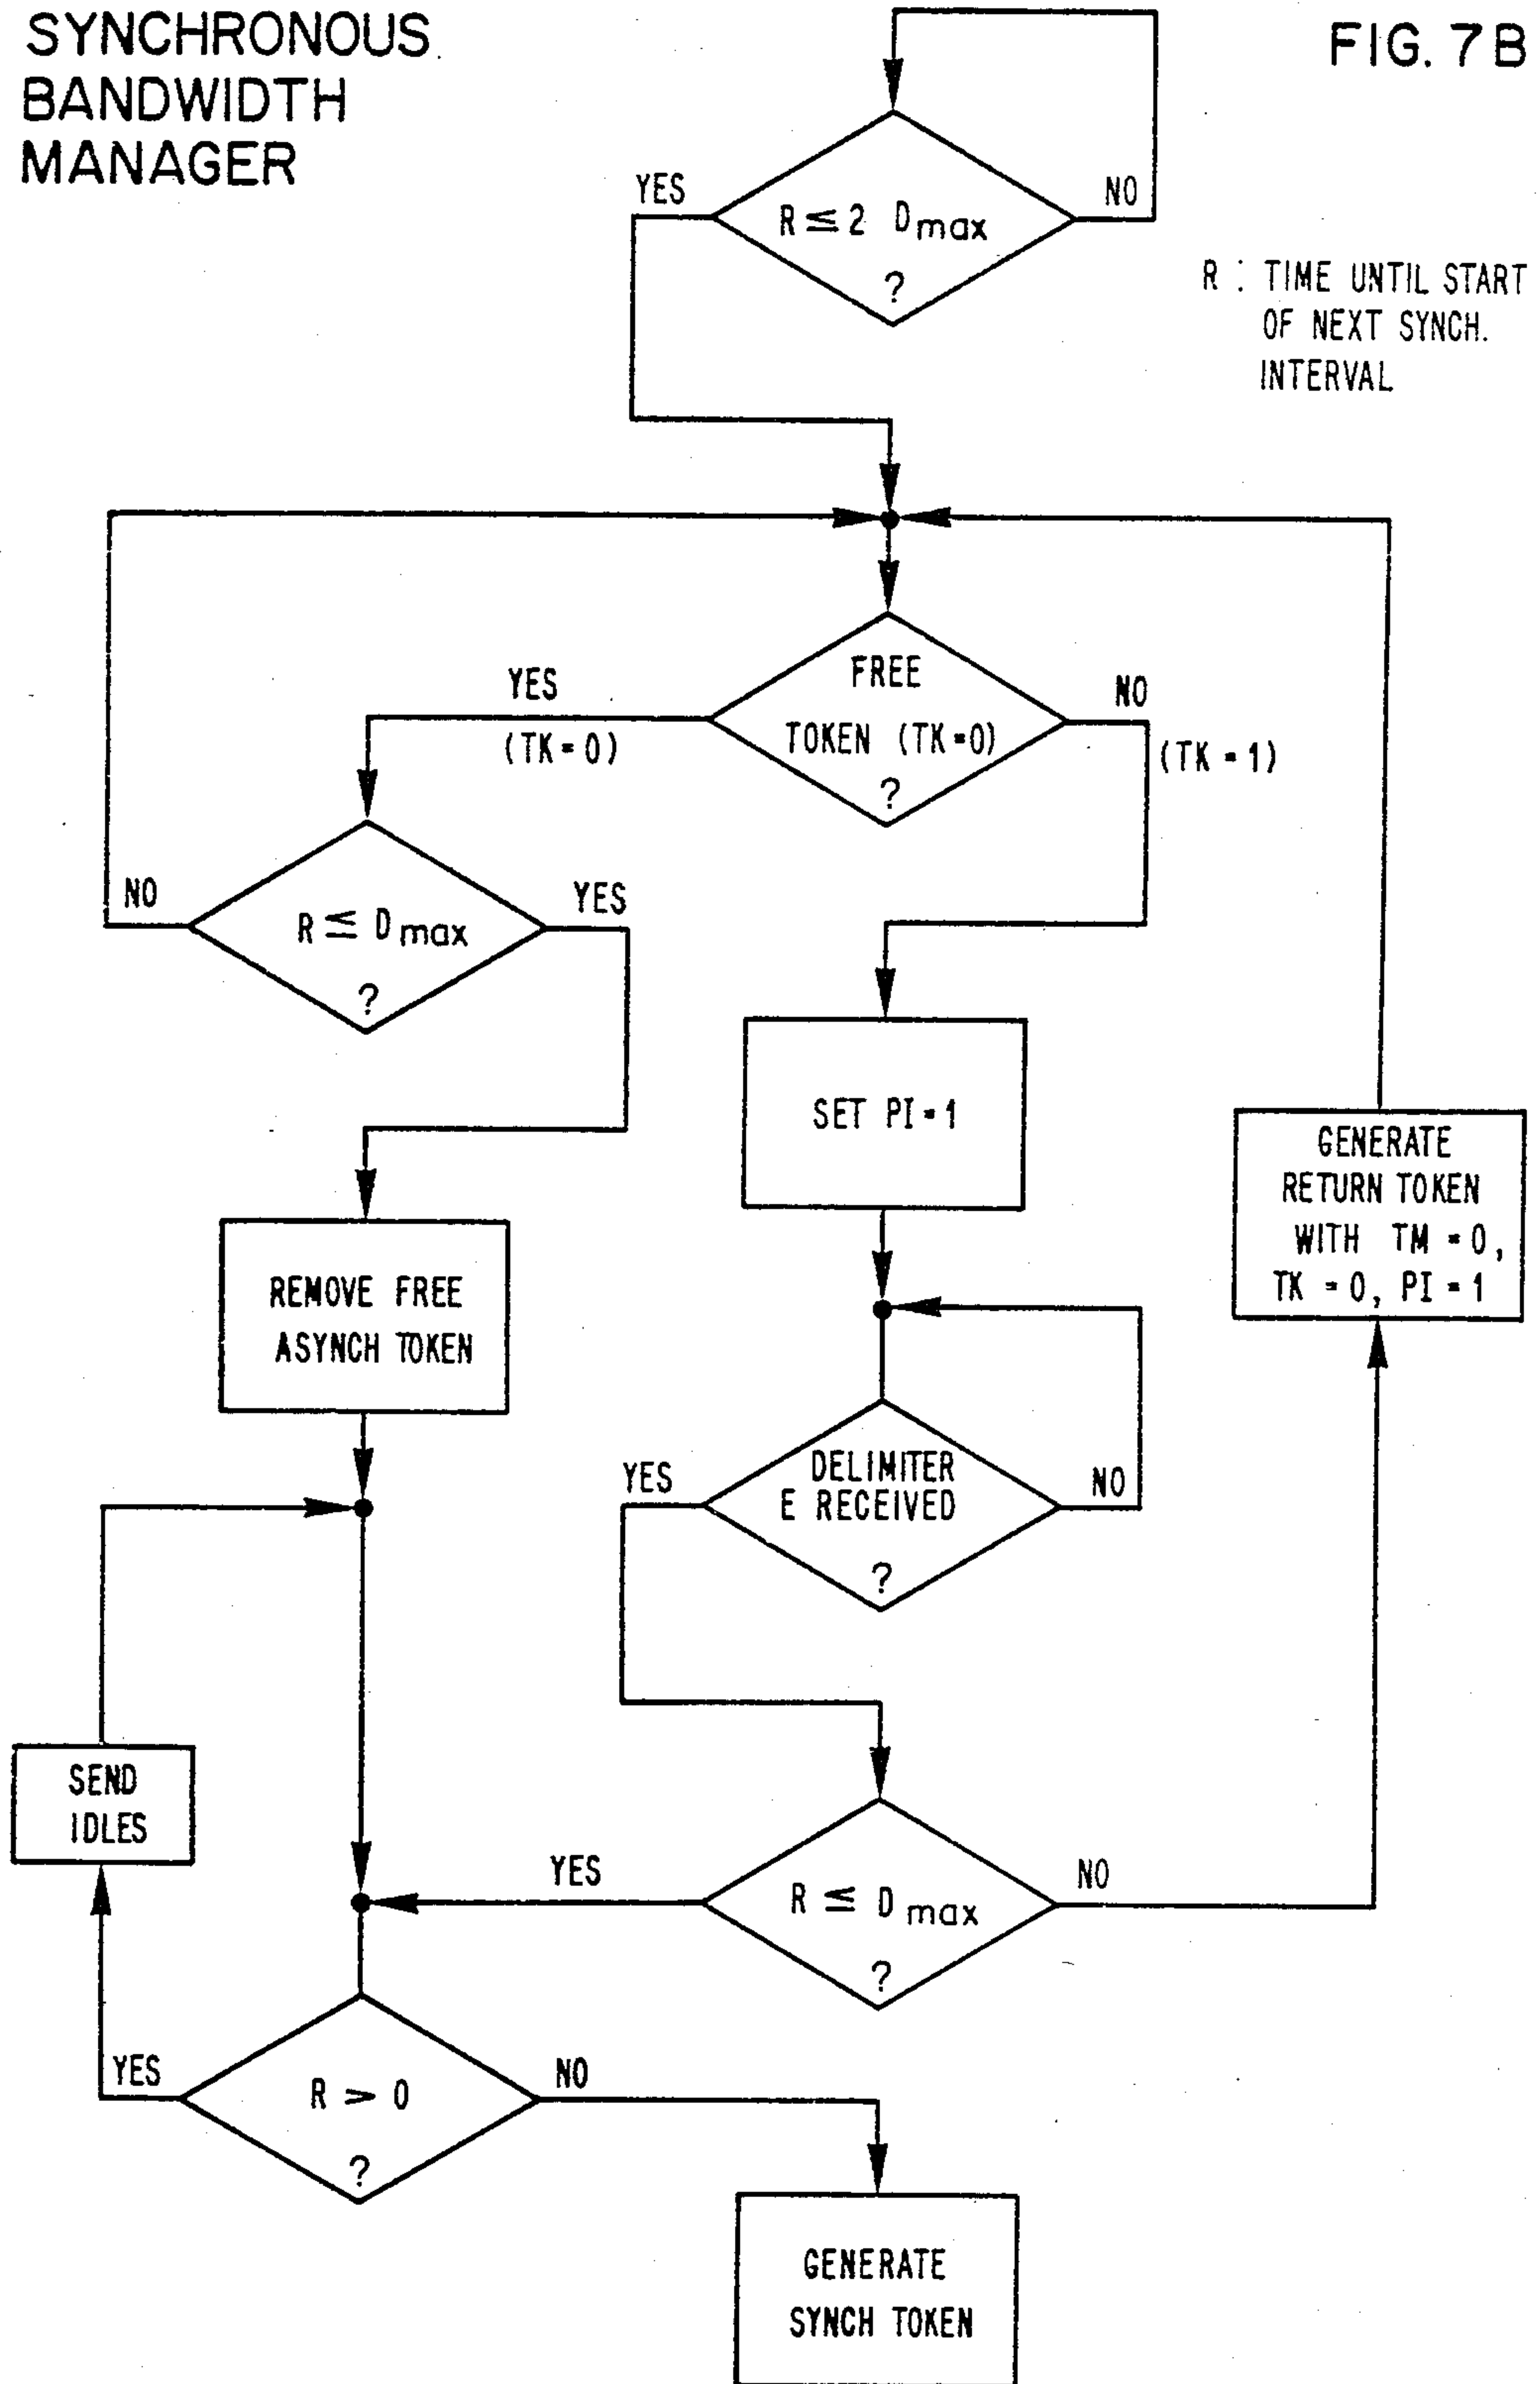 SYNCHRONOUS
BANDWIDTH
MANAGER
FIG. 7B
YES
NO
R ≦ 2 Dmax
?
R : TIME UNTIL START
OF NEXT SYNCH.
INTERVAL
YES
(TK = 0)
FREE
TOKEN (TK=0)
?
NO
(TK = 1)
NO
R ≦ Dmax
?
YES
SET PI = 1
GENERATE
RETURN TOKEN
WITH TM = 0,
TK = 0, PI = 1
REMOVE FREE
ASYNCH TOKEN
YES
DELIMITER
E RECEIVED
?
NO
SEND
IDLES
YES
R ≦ Dmax
?
NO
YES
R > 0
?
NO
GENERATE
SYNCH TOKEN